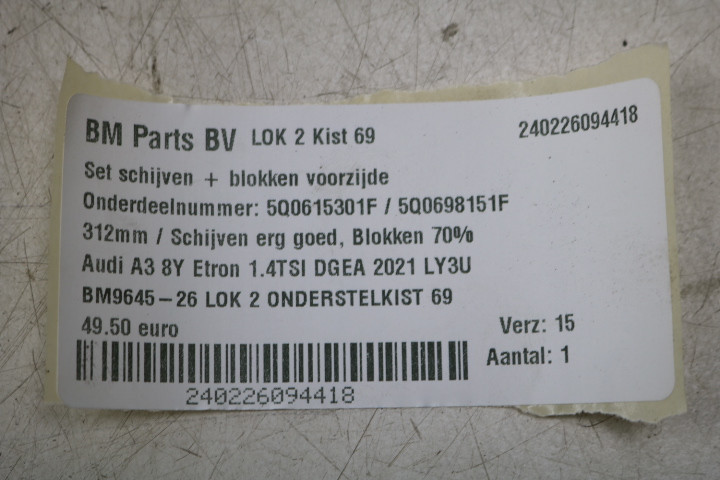 BM Parts BV LOK 2 Kist 69 240226094418
Set schijven + blokken voorzijde
Onderdeelnummer: 5Q0615301F / 5Q0698151F
312mm / Schijven erg goed, Blokken 70%
Audi A3 8Y Etron 1.4TSI DGEA 2021 LY3U
BM9645-26 LOK 2 ONDERSTELKIST 69
49.50 euro Verz: 15
Aantal: 1
240226094418